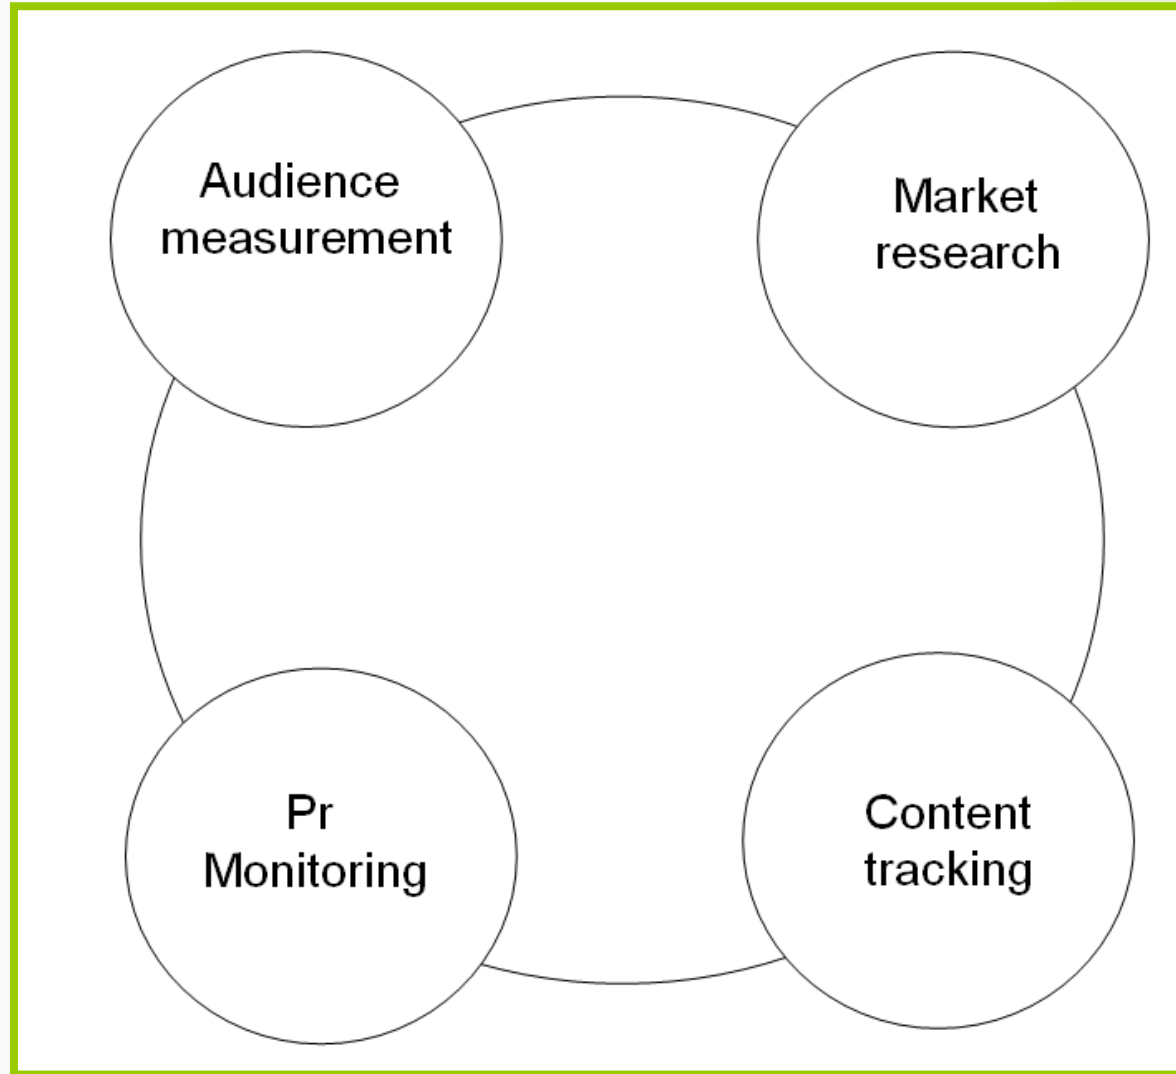 Audience
measurement
Market
research
Pr
Monitoring
Content
tracking